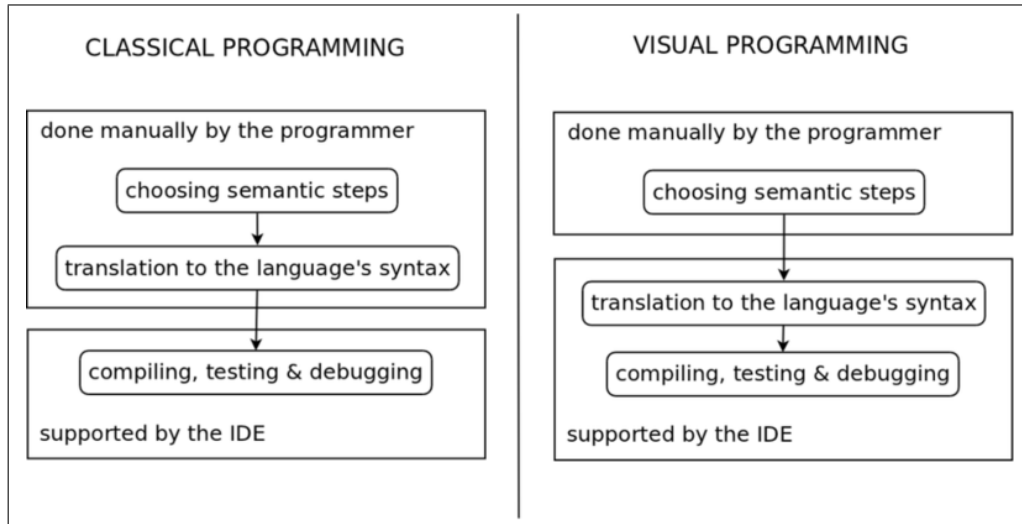 CLASSICAL PROGRAMMING
done manually by the programmer
choosing semantic steps
translation to the language's syntax
compiling, testing & debugging
supported by the IDE
VISUAL PROGRAMMING
done manually by the programmer
choosing semantic steps
translation to the language's syntax
compiling, testing & debugging
supported by the IDE